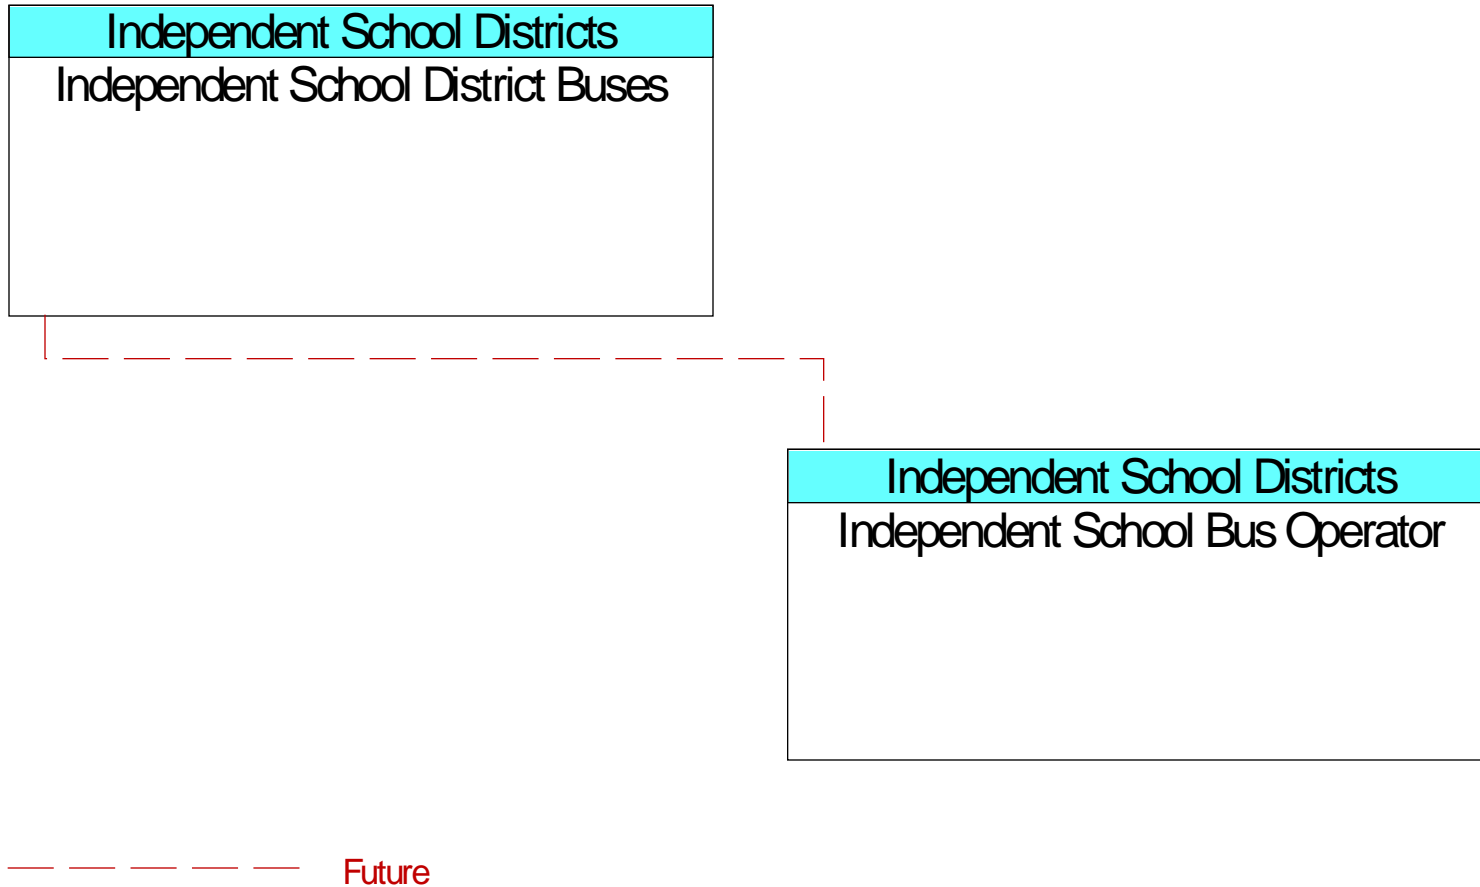 Independent School Districts
Independent School District Buses
Independent School Districts
Independent School Bus Operator
Future